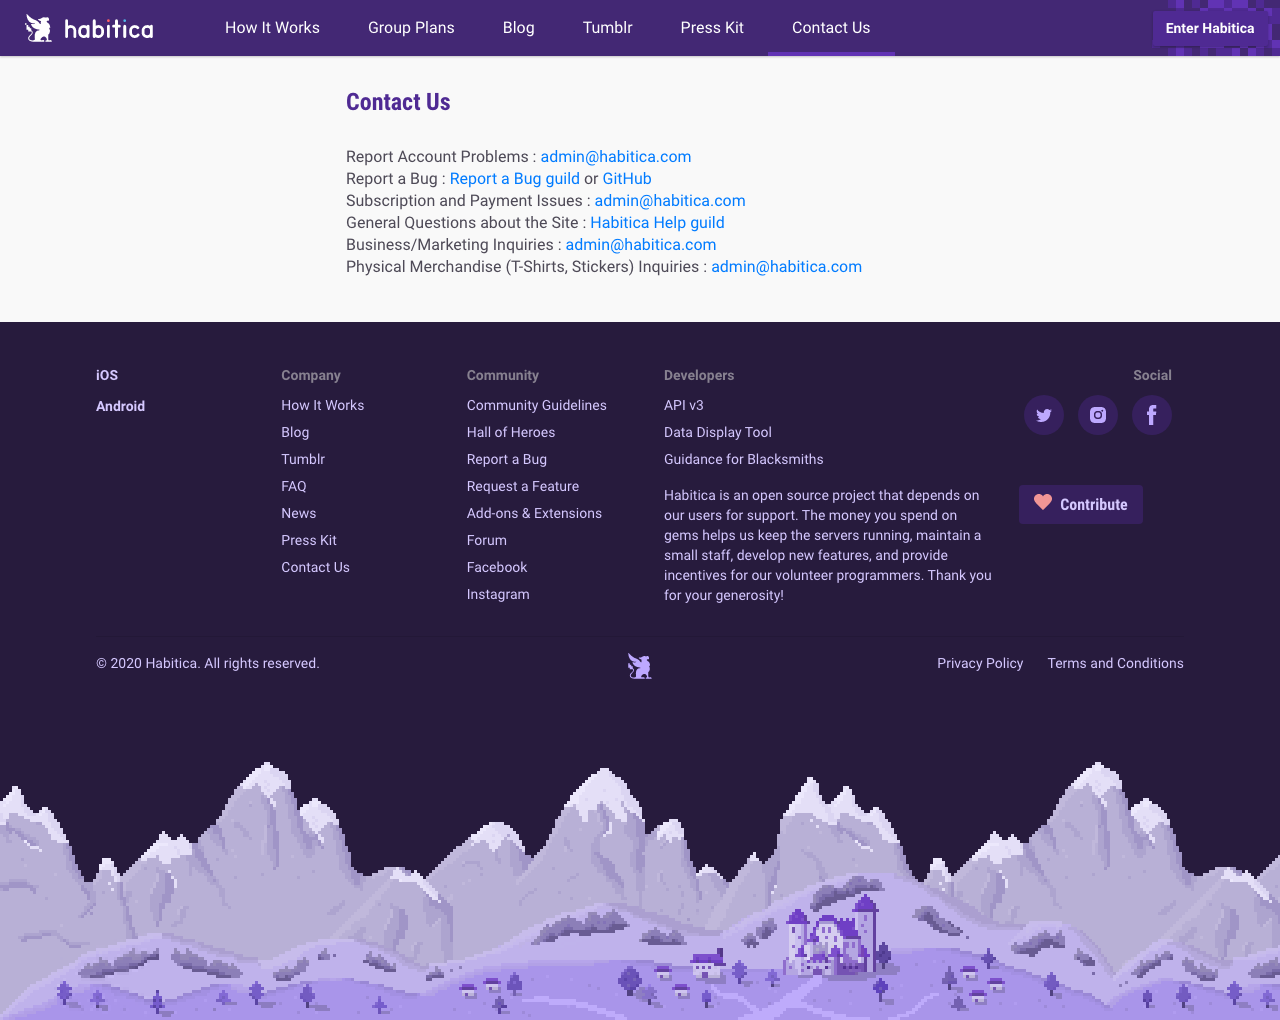 habitica How It Works Group Plans Blog Tumblr Press Kit Contact Us Enter Habitica
Contact Us
Report Account Problems : admin@habitica.com
Report a Bug : Report a Bug guild or GitHub
Subscription and Payment Issues : admin@habitica.com
General Questions about the Site : Habitica Help guild
Business/Marketing Inquiries : admin@habitica.com
Physical Merchandise (T-Shirts, Stickers) Inquiries : admin@habitica.com
iOS
Android
Company
How It Works
Blog
Tumblr
FAQ
News
Press Kit
Contact Us
Community
Community Guidelines
Hall of Heroes
Report a Bug
Request a Feature
Add-ons & Extensions
Forum
Facebook
Instagram
Developers
API v3
Data Display Tool
Guidance for Blacksmiths
Habitica is an open source project that depends on
our users for support. The money you spend on
gems helps us keep the servers running, maintain a
small staff, develop new features, and provide
incentives for our volunteer programmers. Thank you
for your generosity!
Social
Contribute
© 2020 Habitica. All rights reserved.
Privacy Policy Terms and Conditions